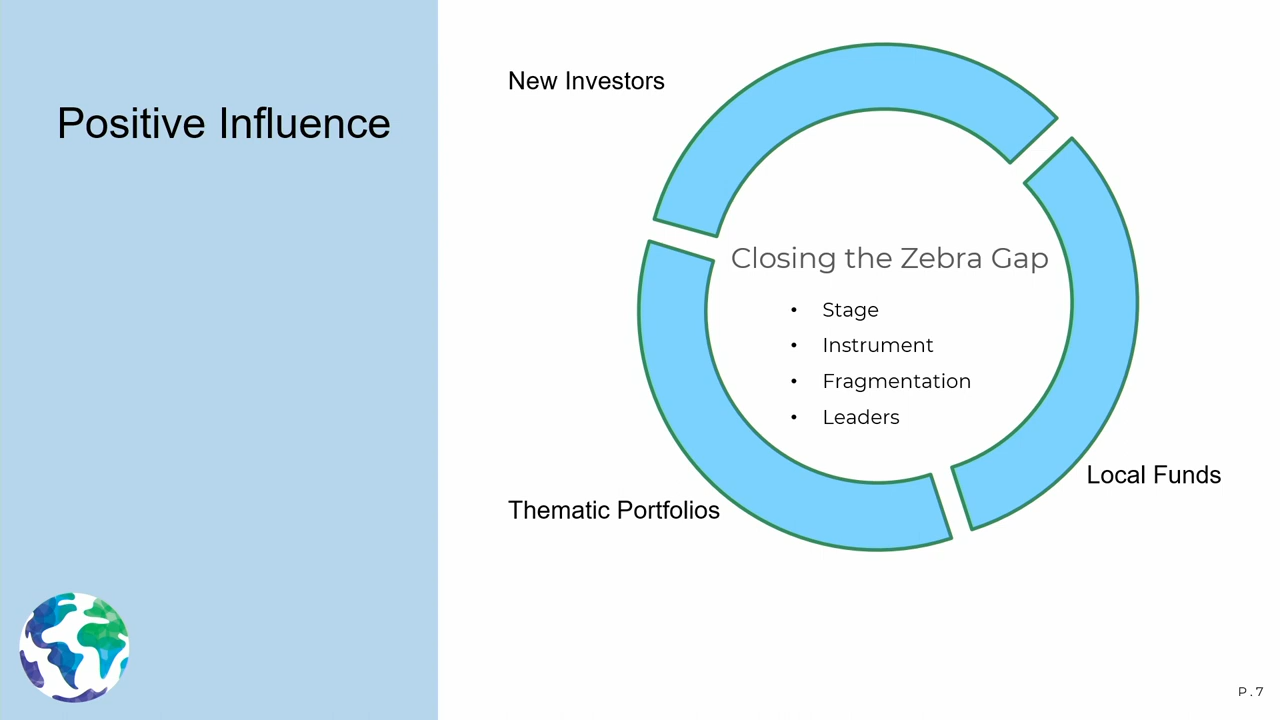 Positive Influence
New Investors
Closing the Zebra Gap
• Stage
• Instrument
• Fragmentation
• Leaders
Local Funds
Thematic Portfolios
P.7